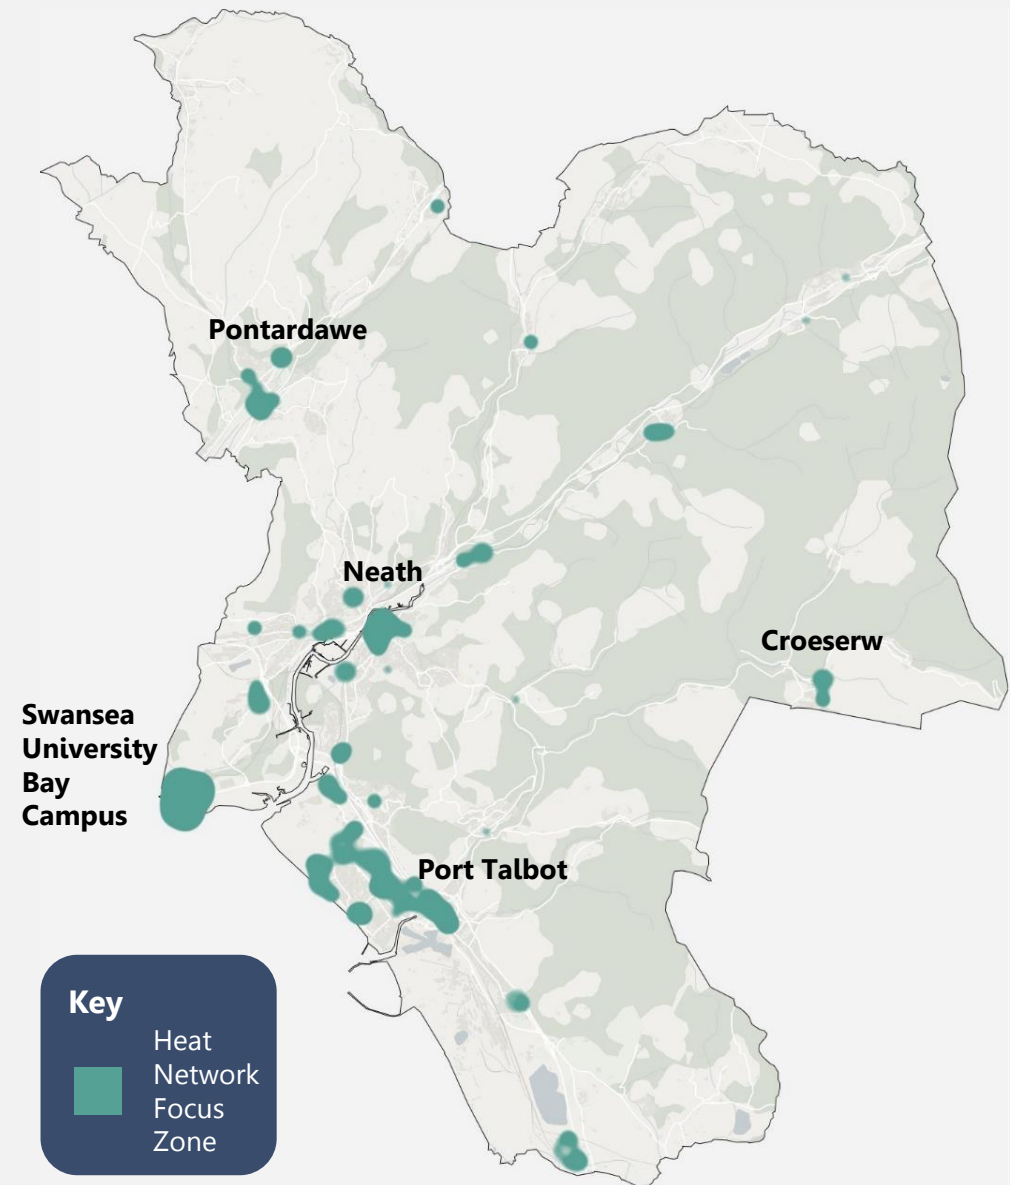 Pontardawe
Neath
Croeserw
Swansea
University
Bay
Campus
Port Talbot
Key
Heat
Network
Focus
Zone